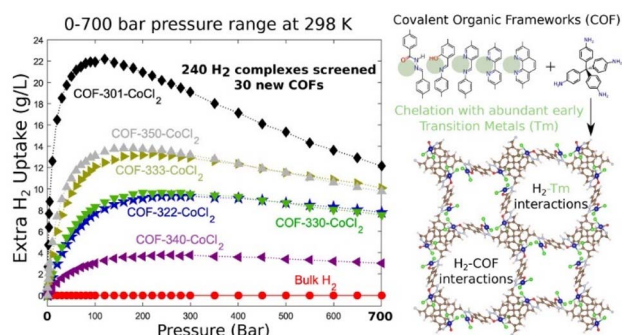 0-700 bar pressure range at 298 K
Extra H₂ Uptake (g/L)
24
22
20
18
16
14
12
10
8
6
4
2
0
240 H₂ complexes screened
30 new COFs
COF-301-CoCl₂
COF-350-CoCl₂
COF-333-CoCl₂
COF-322-CoCl₂
COF-330-CoCl₂
COF-340-CoCl₂
Bulk H₂
0 100 200 300 400 500 600 700
Pressure (Bar)
Covalent Organic Frameworks (COF)
+
NH₂
H₂N
NH₂
H₂N
Chelation with abundant early
Transition Metals (Tm)
H₂-Tm
interactions
H₂-COF
interactions